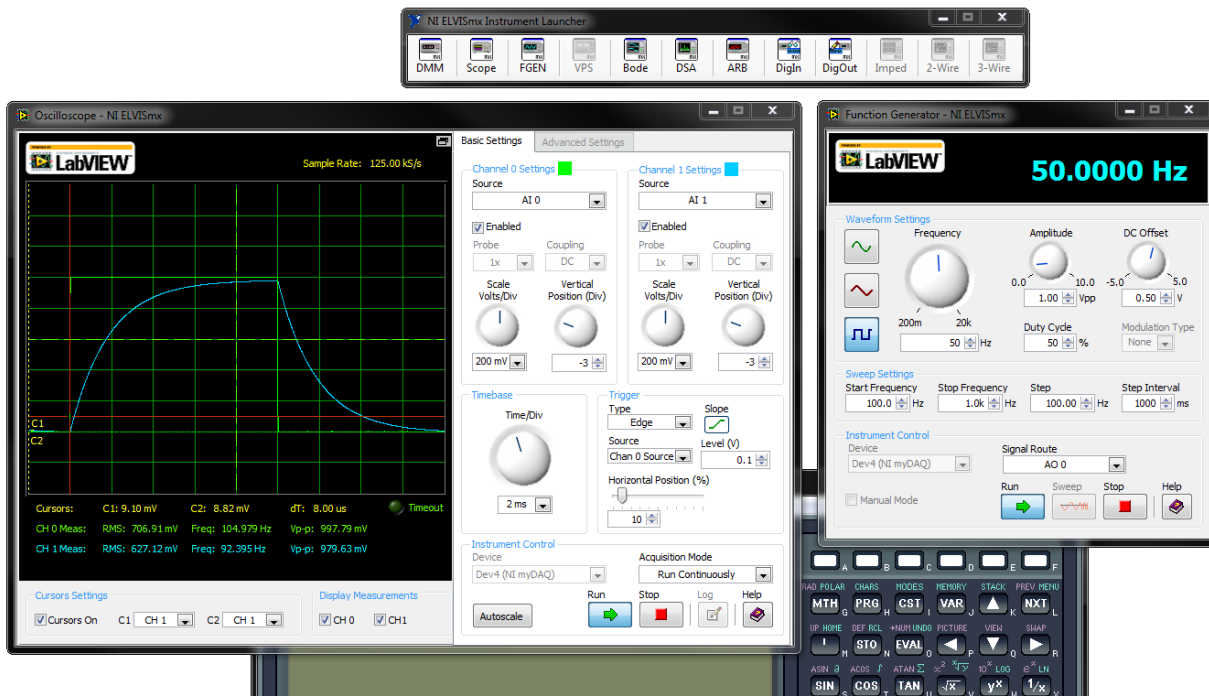 NI ELVISmx Instrument Launcher
DMM Scope FGEN VPS Bode DSA ARB DigIn DigOut Imped 2-Wire 3-Wire
Oscilloscope - NI ELVISmx
LabVIEW
Sample Rate: 125.00 kS/s
C1
C2
Cursors: C1: 9.10 mV C2: 8.82 mV dT: 8.00 us Timeout
CH 0 Meas: RMS: 706.91 mV Freq: 104.979 Hz Vp-p: 997.79 mV
CH 1 Meas: RMS: 627.12 mV Freq: 92.395 Hz Vp-p: 979.63 mV
Cursors Settings
Cursors On C1 CH 1 C2 CH 1
Display Measurements
CH 0 CH1
Basic Settings Advanced Settings
Channel 0 Settings
Source
AI 0
Enabled
Probe Coupling
1x DC
Scale Vertical
Volts/Div Position (Div)
200 mV -3
Channel 1 Settings
Source
AI 1
Enabled
Probe Coupling
1x DC
Scale Vertical
Volts/Div Position (Div)
200 mV -3
Timebase
Time/Div
2 ms
Trigger
Type Slope
Edge
Source Level (V)
Chan 0 Source 0.1
Horizontal Position (%)
10
Instrument Control
Device Acquisition Mode
Dev4 (NI myDAQ) Run Continuously
Run Stop Log Help
Autoscale
Function Generator - NI ELVISmx
LabVIEW
50.0000 Hz
Waveform Settings
Frequency Amplitude DC Offset
0.0 10.0 -5.0 5.0
1.00 Vpp 0.50 V
200m 20k
50 Hz
Duty Cycle Modulation Type
50 % None
Sweep Settings
Start Frequency Stop Frequency Step Step Interval
100.0 Hz 1.0k Hz 100.00 Hz 1000 ms
Instrument Control
Device Signal Route
Dev4 (NI myDAQ) AO 0
Run Sweep Stop Help
Manual Mode
A B C D E F
RAD POLAR CHARS MODES MEMORY STACK PREV MENU
MTH G PRG H CST I VAR J K NXT L
UP HOME DEF RCL →NUM UNDO PICTURE VIEW SWAP
' M STO N EVAL O P Q R
ASIN ∂ ACOS ∫ ATAN Σ x² ˣ√y 10ˣ LOG eˣ LN
SIN S COS T TAN U √x V yˣ W 1/x X